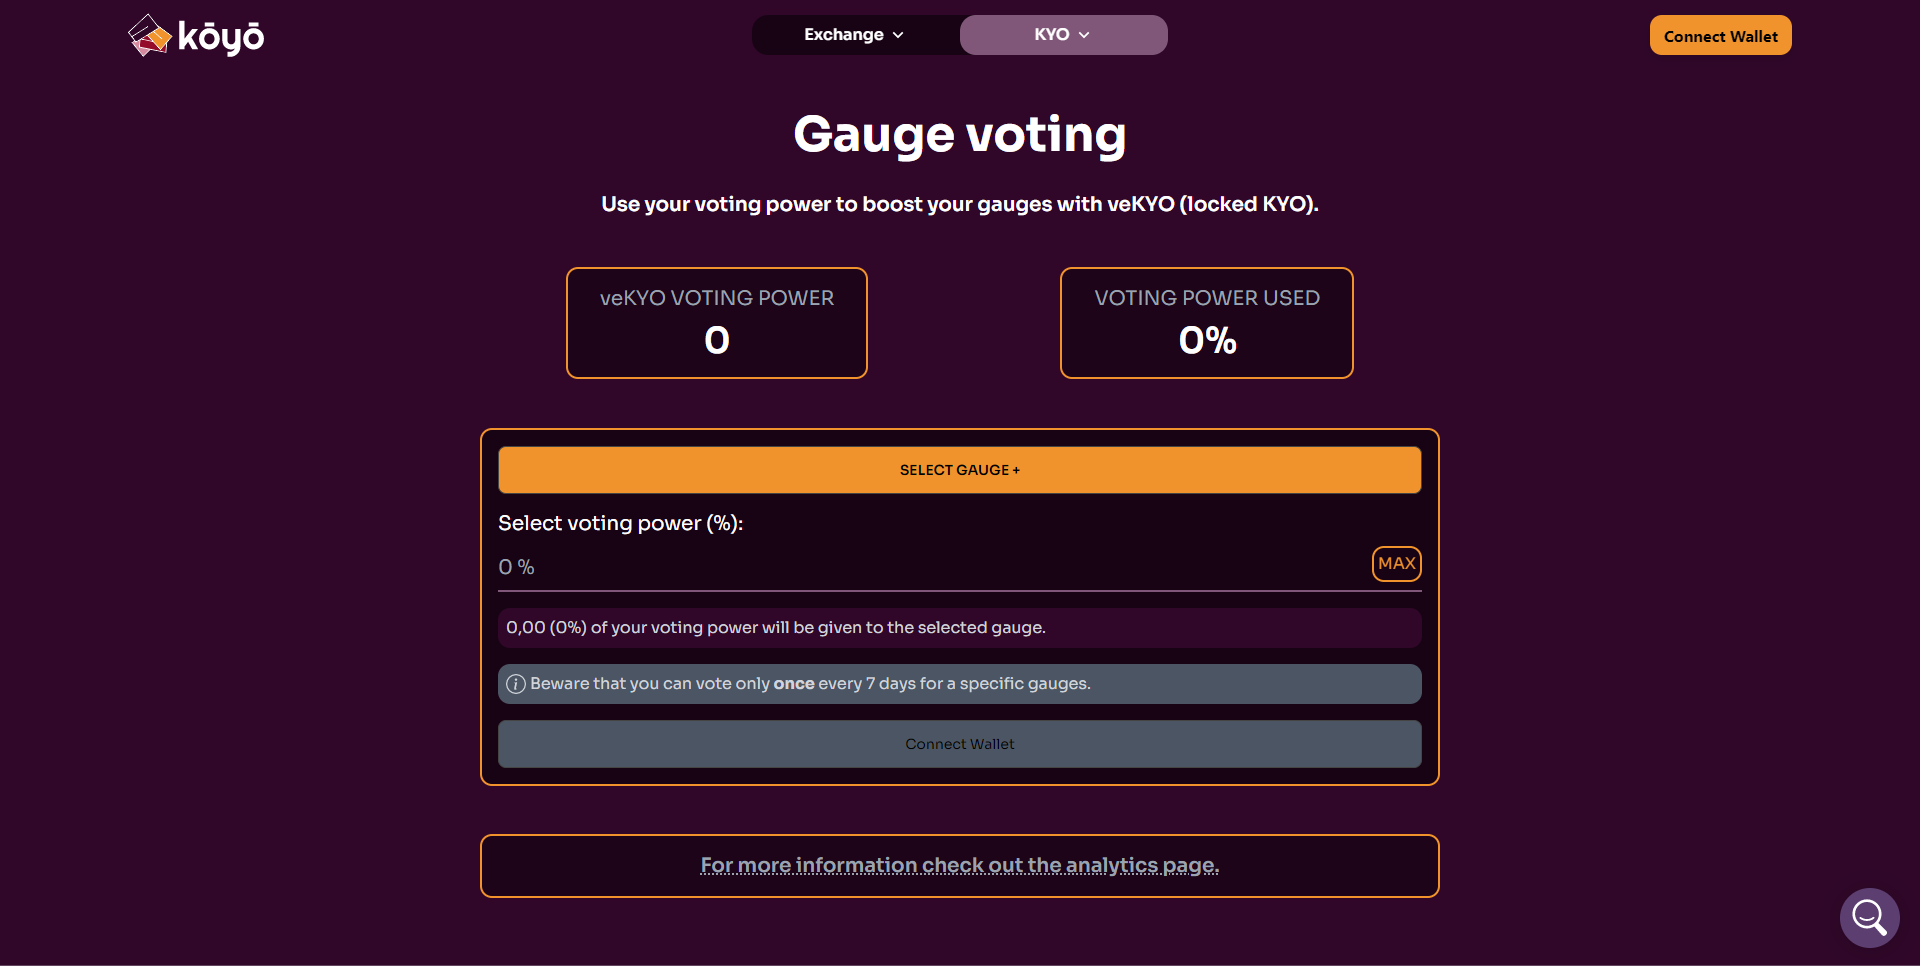 kōyō
Exchange
KYO
Connect Wallet
Gauge voting
Use your voting power to boost your gauges with veKYO (locked KYO).
veKYO VOTING POWER
0
VOTING POWER USED
0%
SELECT GAUGE +
Select voting power (%):
0 %
MAX
0,00 (0%) of your voting power will be given to the selected gauge.
Beware that you can vote only once every 7 days for a specific gauges.
Connect Wallet
For more information check out the analytics page.